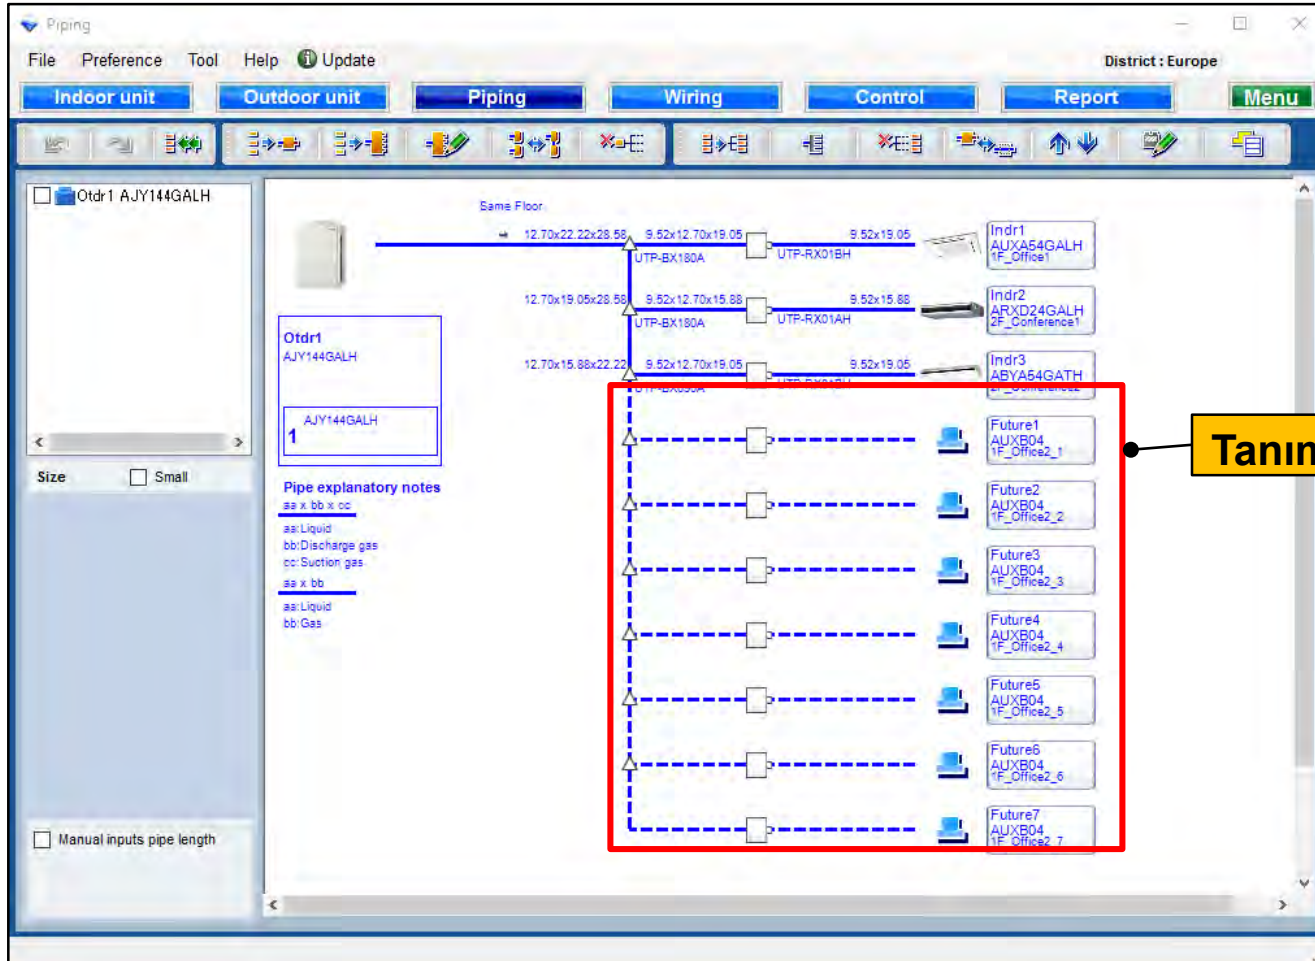 Piping
File Preference Tool Help Update District : Europe
Indoor unit Outdoor unit Piping Wiring Control Report Menu
Otdr1 AJY144GALH
Size Small
Manual inputs pipe length
Same Floor
12.70x22.22x28.58 9.52x12.70x19.05 9.52x19.05
UTP-BX180A UTP-RX01BH
Indr1
AUXA54GALH
1F_Office1
12.70x19.05x28.58 9.52x12.70x15.88 9.52x15.88
UTP-BX180A UTP-RX01AH
Indr2
ARXD24GALH
2F_Conference1
12.70x15.88x22.22 9.52x12.70x19.05 9.52x19.05
Indr3
ABYA54GATH
2F_Conference2
Otdr1
AJY144GALH
AJY144GALH
1
Pipe explanatory notes
aa x bb x cc
aa:Liquid
bb:Discharge gas
cc:Suction gas
aa x bb
aa:Liquid
bb:Gas
Future1
AUXB04
1F_Office2_1
Future2
AUXB04
1F_Office2_2
Future3
AUXB04
1F_Office2_3
Future4
AUXB04
1F_Office2_4
Future5
AUXB04
1F_Office2_5
Future6
AUXB04
1F_Office2_6
Future7
AUXB04
1F_Office2_7